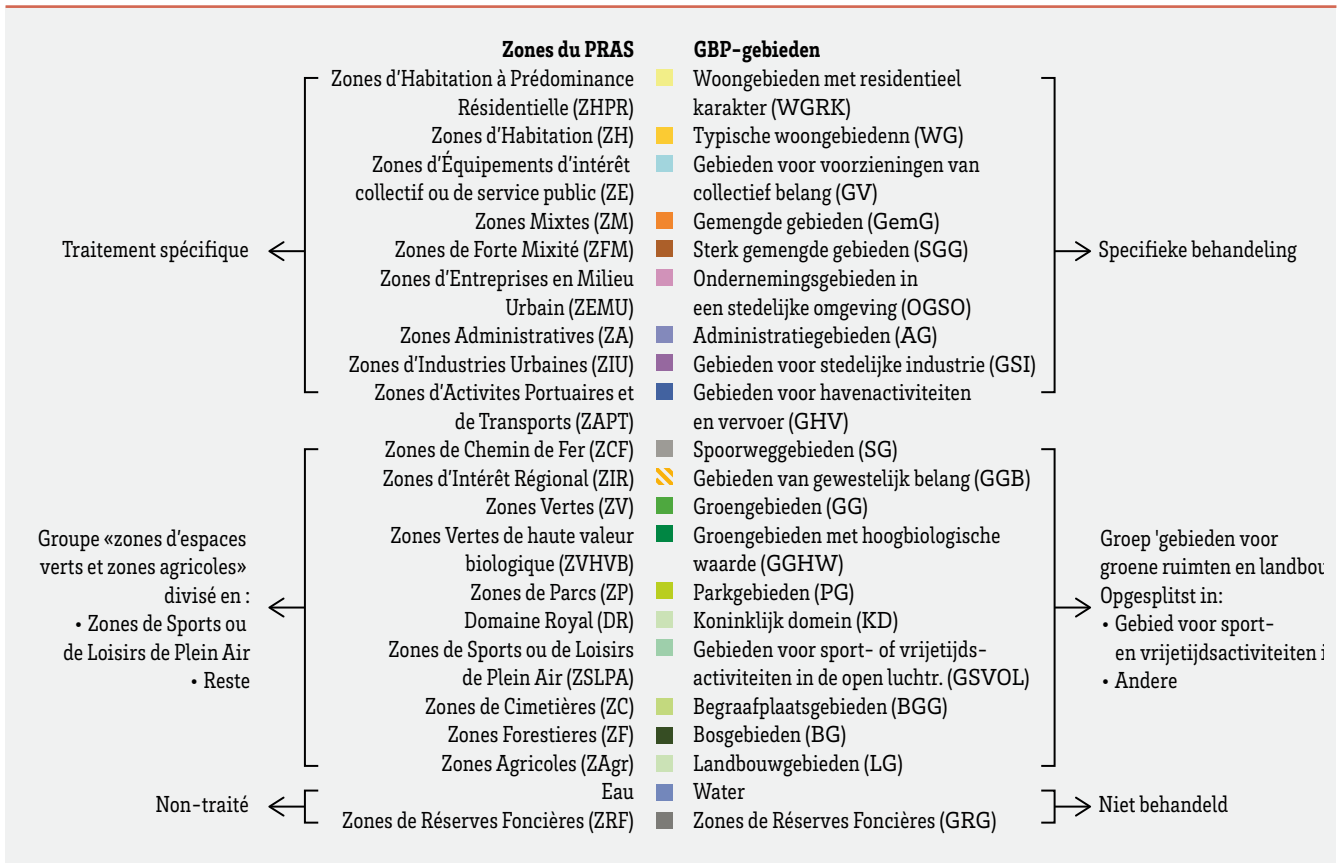 Zones du PRAS
GBP-gebieden
Zones d'Habitation à Prédominance
Résidentielle (ZHPR)
Woongebieden met residentieel
karakter (WGRK)
Zones d'Habitation (ZH)
Typische woongebiedenn (WG)
Zones d'Équipements d'intérêt
collectif ou de service public (ZE)
Gebieden voor voorzieningen van
collectief belang (GV)
Zones Mixtes (ZM)
Gemengde gebieden (GemG)
Traitement spécifique
Zones de Forte Mixité (ZFM)
Sterk gemengde gebieden (SGG)
Specifieke behandeling
Zones d'Entreprises en Milieu
Urbain (ZEMU)
Ondernemingsgebieden in
een stedelijke omgeving (OGSO)
Zones Administratives (ZA)
Administratiegebieden (AG)
Zones d'Industries Urbaines (ZIU)
Gebieden voor stedelijke industrie (GSI)
Zones d'Activites Portuaires et
de Transports (ZAPT)
Gebieden voor havenactiviteiten
en vervoer (GHV)
Zones de Chemin de Fer (ZCF)
Spoorweggebieden (SG)
Zones d'Intérêt Régional (ZIR)
Gebieden van gewestelijk belang (GGB)
Zones Vertes (ZV)
Groengebieden (GG)
Groupe «zones d'espaces
verts et zones agricoles»
divisé en :
• Zones de Sports ou
de Loisirs de Plein Air
• Reste
Zones Vertes de haute valeur
biologique (ZVHVB)
Groengebieden met hoogbiologische
waarde (GGHW)
Zones de Parcs (ZP)
Parkgebieden (PG)
Domaine Royal (DR)
Koninklijk domein (KD)
Zones de Sports ou de Loisirs
de Plein Air (ZSLPA)
Gebieden voor sport- of vrijetijds-
activiteiten in de open luchtr. (GSVOL)
Groep 'gebieden voor
groene ruimten en landbou
Opgesplitst in:
• Gebied voor sport-
en vrijetijdsactiviteiten i
• Andere
Zones de Cimetières (ZC)
Begraafplaatsgebieden (BGG)
Zones Forestieres (ZF)
Bosgebieden (BG)
Zones Agricoles (ZAgr)
Landbouwgebieden (LG)
Non-traité
Eau
Water
Niet behandeld
Zones de Réserves Foncières (ZRF)
Zones de Réserves Foncières (GRG)